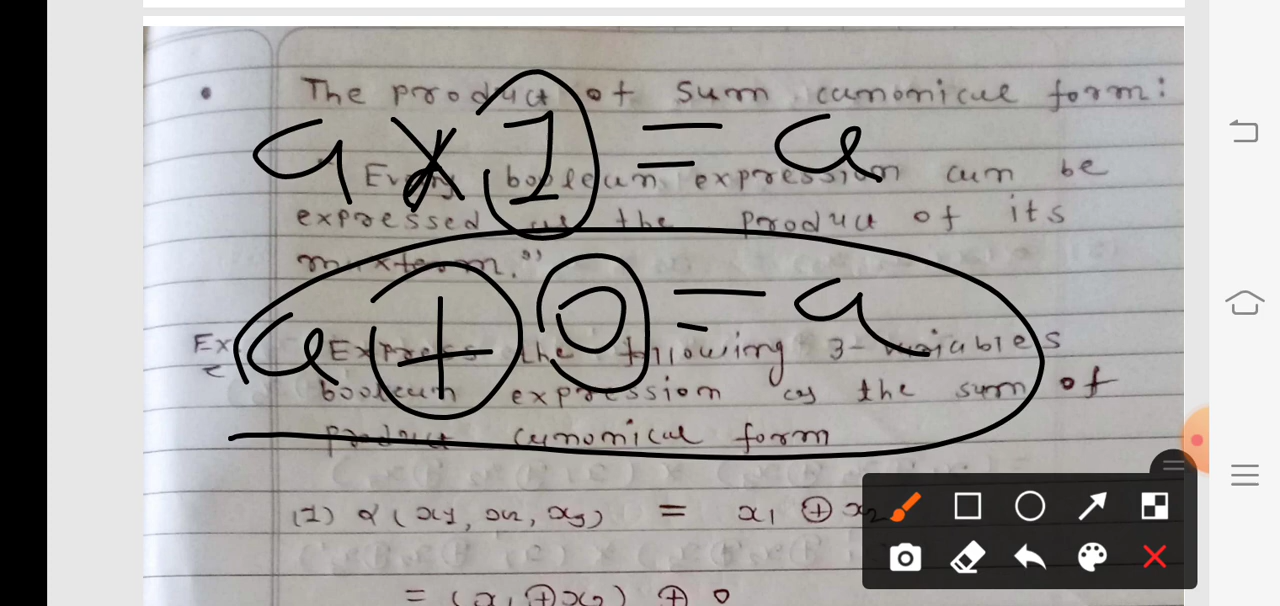 The product of sum canonical form:
a × 1 = a
Every boolean expression can be
expressed as the product of its
maxterm."
a + 0 = a
Ex Express the following 3-variables
boolean expression as the sum of
product canonical form
(1) α(x1, x2, x3) = x1 ⊕ x2
= (x1 ⊕ x2) ⊕ 0